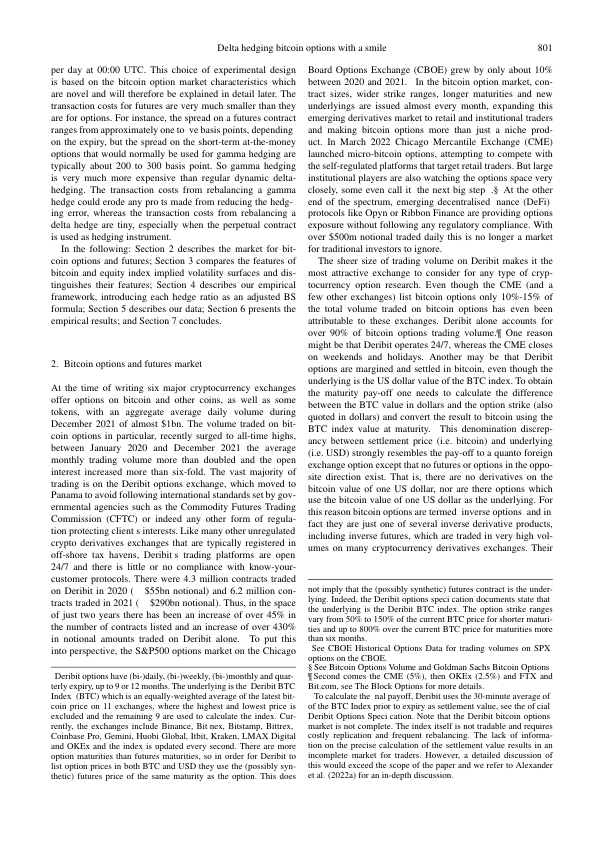 Delta hedging bitcoin options with a smile
801
per day at 00:00 UTC. This choice of experimental design
is based on the bitcoin option market characteristics which
are novel and will therefore be explained in detail later. The
transaction costs for futures are very much smaller than they
are for options. For instance, the spread on a futures contract
ranges from approximately one to ve basis points, depending
on the expiry, but the spread on the short-term at-the-money
options that would normally be used for gamma hedging are
typically about 200 to 300 basis point. So gamma hedging
is very much more expensive than regular dynamic delta-
hedging. The transaction costs from rebalancing a gamma
hedge could erode any pro ts made from reducing the hedg-
ing error, whereas the transaction costs from rebalancing a
delta hedge are tiny, especially when the perpetual contract
is used as hedging instrument.
In the following: Section 2 describes the market for bit-
coin options and futures; Section 3 compares the features of
bitcoin and equity index implied volatility surfaces and dis-
tinguishes their features; Section 4 describes our empirical
framework, introducing each hedge ratio as an adjusted BS
formula; Section 5 describes our data; Section 6 presents the
empirical results; and Section 7 concludes.
2. Bitcoin options and futures market
At the time of writing six major cryptocurrency exchanges
offer options on bitcoin and other coins, as well as some
tokens, with an aggregate average daily volume during
December 2021 of almost $1bn. The volume traded on bit-
coin options in particular, recently surged to all-time highs,
between January 2020 and December 2021 the average
monthly trading volume more than doubled and the open
interest increased more than six-fold. The vast majority of
trading is on the Deribit options exchange, which moved to
Panama to avoid following international standards set by gov-
ernmental agencies such as the Commodity Futures Trading
Commission (CFTC) or indeed any other form of regula-
tion protecting client s interests. Like many other unregulated
crypto derivatives exchanges that are typically registered in
off-shore tax havens, Deribit s trading platforms are open
24/7 and there is little or no compliance with know-your-
customer protocols. There were 4.3 million contracts traded
on Deribit in 2020 ( $55bn notional) and 6.2 million con-
tracts traded in 2021 ( $290bn notional). Thus, in the space
of just two years there has been an increase of over 45% in
the number of contracts listed and an increase of over 430%
in notional amounts traded on Deribit alone. To put this
into perspective, the S&P500 options market on the Chicago
Deribit options have (bi-)daily, (bi-)weekly, (bi-)monthly and quar-
terly expiry, up to 9 or 12 months. The underlying is the Deribit BTC
Index (BTC) which is an equally-weighted average of the latest bit-
coin price on 11 exchanges, where the highest and lowest price is
excluded and the remaining 9 are used to calculate the index. Cur-
rently, the exchanges include Binance, Bit nex, Bitstamp, Bittrex,
Coinbase Pro, Gemini, Huobi Global, Itbit, Kraken, LMAX Digital
and OKEx and the index is updated every second. There are more
option maturities than futures maturities, so in order for Deribit to
list option prices in both BTC and USD they use the (possibly syn-
thetic) futures price of the same maturity as the option. This does
Board Options Exchange (CBOE) grew by only about 10%
between 2020 and 2021. In the bitcoin option market, con-
tract sizes, wider strike ranges, longer maturities and new
underlyings are issued almost every month, expanding this
emerging derivatives market to retail and institutional traders
and making bitcoin options more than just a niche prod-
uct. In March 2022 Chicago Mercantile Exchange (CME)
launched micro-bitcoin options, attempting to compete with
the self-regulated platforms that target retail traders. But large
institutional players are also watching the options space very
closely, some even call it the next big step .§ At the other
end of the spectrum, emerging decentralised nance (DeFi)
protocols like Opyn or Ribbon Finance are providing options
exposure without following any regulatory compliance. With
over $500m notional traded daily this is no longer a market
for traditional investors to ignore.
The sheer size of trading volume on Deribit makes it the
most attractive exchange to consider for any type of cryp-
tocurrency option research. Even though the CME (and a
few other exchanges) list bitcoin options only 10%-15% of
the total volume traded on bitcoin options has even been
attributable to these exchanges. Deribit alone accounts for
over 90% of bitcoin options trading volume.¶ One reason
might be that Deribit operates 24/7, whereas the CME closes
on weekends and holidays. Another may be that Deribit
options are margined and settled in bitcoin, even though the
underlying is the US dollar value of the BTC index. To obtain
the maturity pay-off one needs to calculate the difference
between the BTC value in dollars and the option strike (also
quoted in dollars) and convert the result to bitcoin using the
BTC index value at maturity. This denomination discrep-
ancy between settlement price (i.e. bitcoin) and underlying
(i.e. USD) strongly resembles the pay-off to a quanto foreign
exchange option except that no futures or options in the oppo-
site direction exist. That is, there are no derivatives on the
bitcoin value of one US dollar, nor are there options which
use the bitcoin value of one US dollar as the underlying. For
this reason bitcoin options are termed inverse options and in
fact they are just one of several inverse derivative products,
including inverse futures, which are traded in very high vol-
umes on many cryptocurrency derivatives exchanges. Their
not imply that the (possibly synthetic) futures contract is the under-
lying. Indeed, the Deribit options speci cation documents state that
the underlying is the Deribit BTC index. The option strike ranges
vary from 50% to 150% of the current BTC price for shorter maturi-
ties and up to 800% over the current BTC price for maturities more
than six months.
See CBOE Historical Options Data for trading volumes on SPX
options on the CBOE.
§ See Bitcoin Options Volume and Goldman Sachs Bitcoin Options
¶ Second comes the CME (5%), then OKEx (2.5%) and FTX and
Bit.com, see The Block Options for more details.
To calculate the nal payoff, Deribit uses the 30-minute average of
of the BTC Index prior to expiry as settlement value, see the of cial
Deribit Options Speci cation. Note that the Deribit bitcoin options
market is not complete. The index itself is not tradable and requires
costly replication and frequent rebalancing. The lack of informa-
tion on the precise calculation of the settlement value results in an
incomplete market for traders. However, a detailed discussion of
this would exceed the scope of the paper and we refer to Alexander
et al. (2022a) for an in-depth discussion.